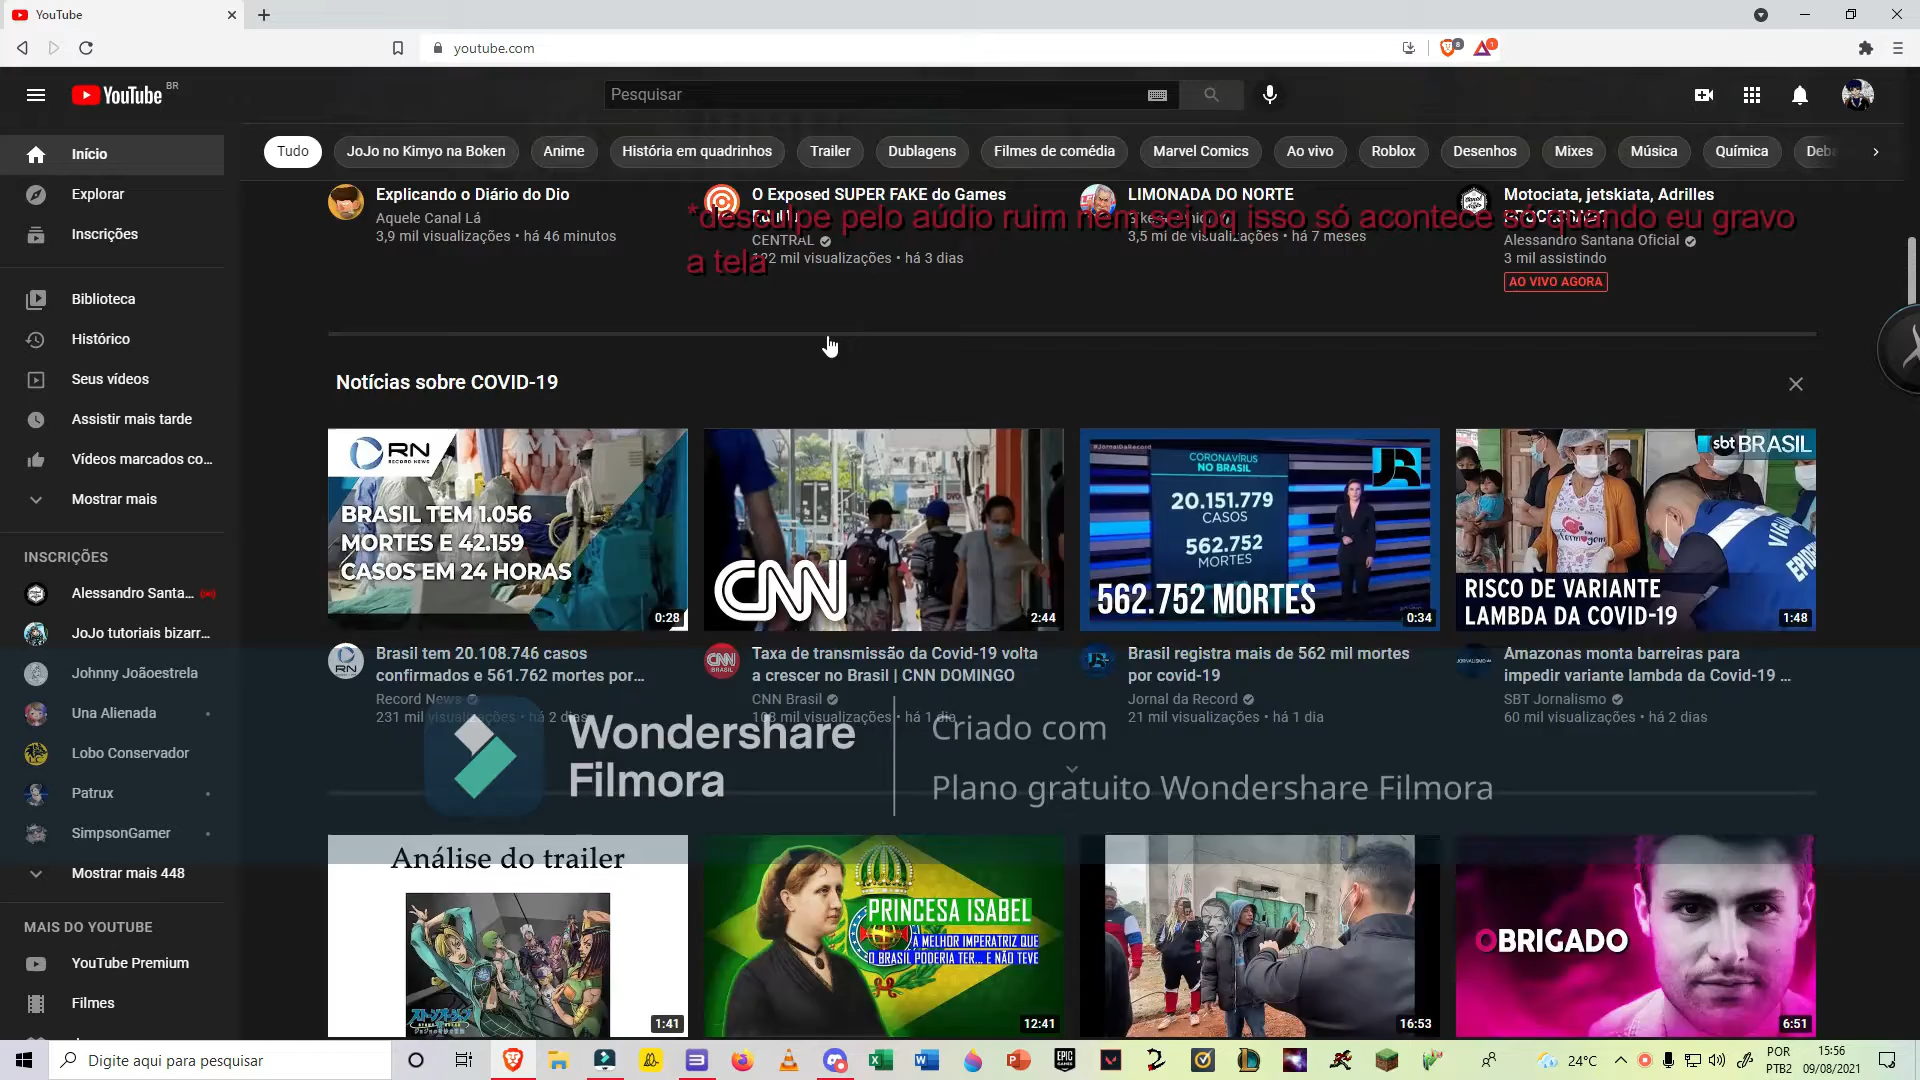 YouTube
youtube.com
8
1
YouTube BR
Pesquisar
Início
Explorar
Inscrições
Biblioteca
Histórico
Seus vídeos
Assistir mais tarde
Vídeos marcados co...
Mostrar mais
INSCRIÇÕES
Alessandro Santa...
JoJo tutoriais bizarr...
Johnny Joãoestrela
Una Alienada
Lobo Conservador
Patrux
SimpsonGamer
Mostrar mais 448
MAIS DO YOUTUBE
YouTube Premium
Filmes
Tudo
JoJo no Kimyo na Boken
Anime
História em quadrinhos
Trailer
Dublagens
Filmes de comédia
Marvel Comics
Ao vivo
Roblox
Desenhos
Mixes
Música
Química
Deba
Explicando o Diário do Dio
Aquele Canal Lá
3,9 mil visualizações • há 46 minutos
O Exposed SUPER FAKE do Games
CENTRAL
192 mil visualizações • há 3 dias
LIMONADA DO NORTE
3,5 mi de visualizações • há 7 meses
Motociata, jetskiata, Adrilles
Alessandro Santana Oficial
3 mil assistindo
AO VIVO AGORA
*desculpe pelo aúdio ruim nem sei pq isso só acontece só quando eu gravo
a tela
Notícias sobre COVID-19
RN
RECORD NEWS
BRASIL TEM 1.056
MORTES E 42.159
CASOS EM 24 HORAS
0:28
Brasil tem 20.108.746 casos
confirmados e 561.762 mortes por...
Record News
231 mil visualizações • há 2 dias
CNN
2:44
CNN BRASIL
Taxa de transmissão da Covid-19 volta
a crescer no Brasil | CNN DOMINGO
CNN Brasil
108 mil visualizações • há 1 dia
#JornalDaRecord
CORONAVÍRUS
NO BRASIL
20.151.779
CASOS
562.752
MORTES
JR
562.752 MORTES
0:34
Brasil registra mais de 562 mil mortes
por covid-19
Jornal da Record
21 mil visualizações • há 1 dia
sbt BRASIL
RISCO DE VARIANTE
LAMBDA DA COVID-19
1:48
Amazonas monta barreiras para
impedir variante lambda da Covid-19 ...
SBT Jornalismo
60 mil visualizações • há 2 dias
Wondershare
Filmora
Criado com
Plano gratuito Wondershare Filmora
Análise do trailer
1:41
PRINCESA ISABEL
A MELHOR IMPERATRIZ QUE
O BRASIL PODERIA TER... E NÃO TEVE
12:41
16:53
OBRIGADO
6:51
Digite aqui para pesquisar
24°C
POR
PTB2
15:56
09/08/2021